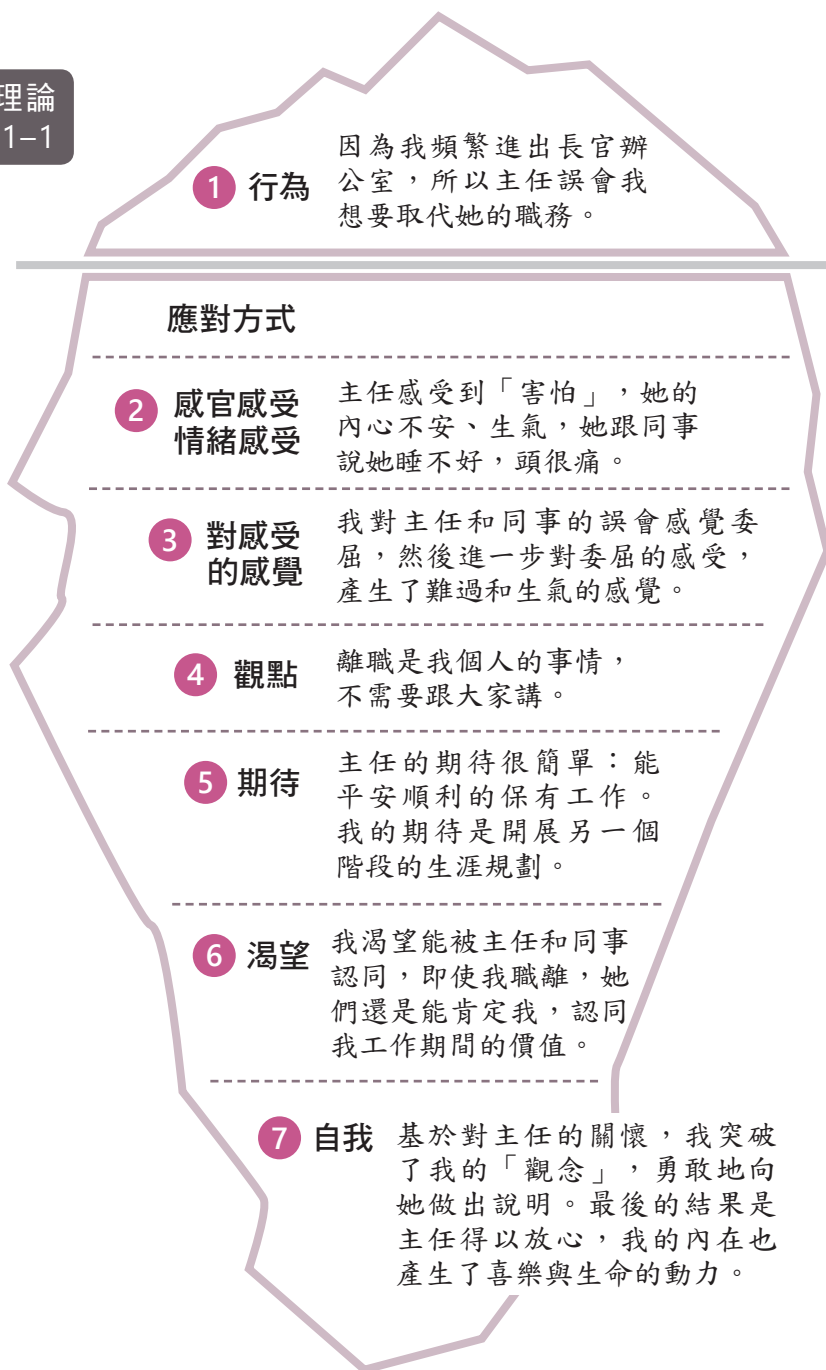 理論
1–1
1 行為
因為我頻繁進出長官辦
公室，所以主任誤會我
想要取代她的職務。
應對方式
2 感官感受
情緒感受
主任感受到「害怕」，她的
內心不安、生氣，她跟同事
說她睡不好，頭很痛。
3 對感受
的感覺
我對主任和同事的誤會感覺委
屈，然後進一步對委屈的感受，
產生了難過和生氣的感覺。
4 觀點
離職是我個人的事情，
不需要跟大家講。
5 期待
主任的期待很簡單：能
平安順利的保有工作。
我的期待是開展另一個
階段的生涯規劃。
6 渴望
我渴望能被主任和同事
認同，即使我職離，她
們還是能肯定我，認同
我工作期間的價值。
7 自我
基於對主任的關懷，我突破
了我的「觀念」，勇敢地向
她做出說明。最後的結果是
主任得以放心，我的內在也
產生了喜樂與生命的動力。